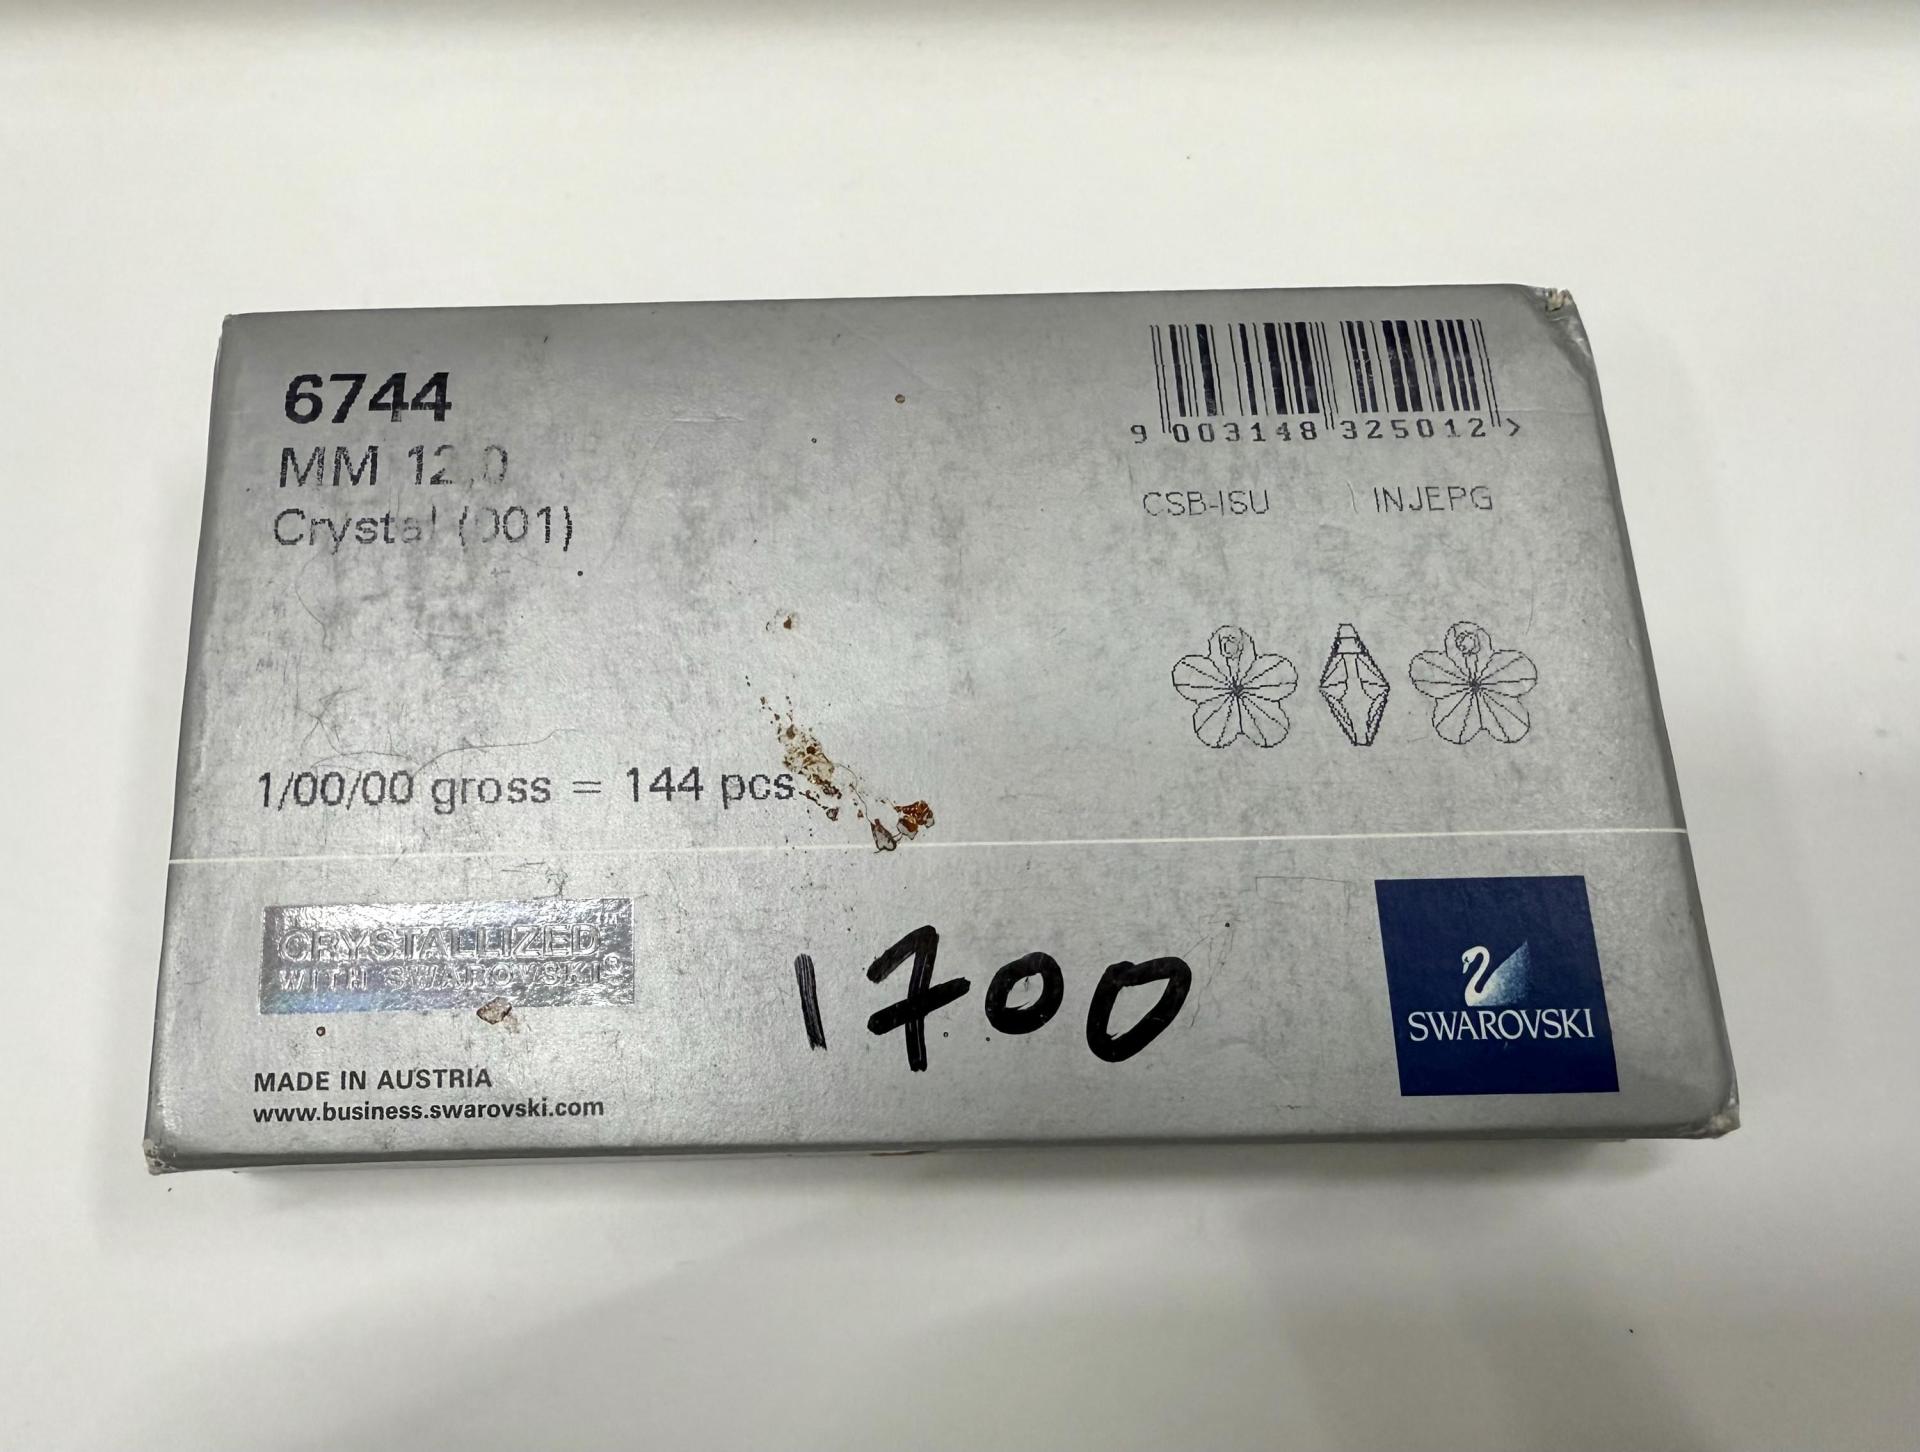 6744
MM 12.0
Crystal (001)
9 003148 325012 >
CSB-ISU INJEPG
1/00/00 gross = 144 pcs
CRYSTALLIZED™
WITH SWAROVSKI®
1700
SWAROVSKI
MADE IN AUSTRIA
www.business.swarovski.com